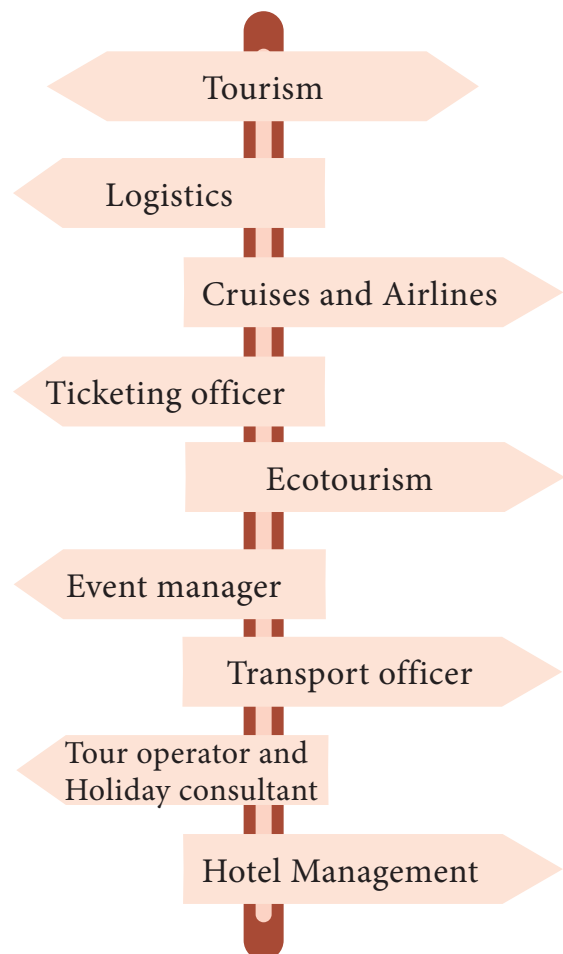 Tourism
Logistics
Cruises and Airlines
Ticketing officer
Ecotourism
Event manager
Transport officer
Tour operator and
Holiday consultant
Hotel Management